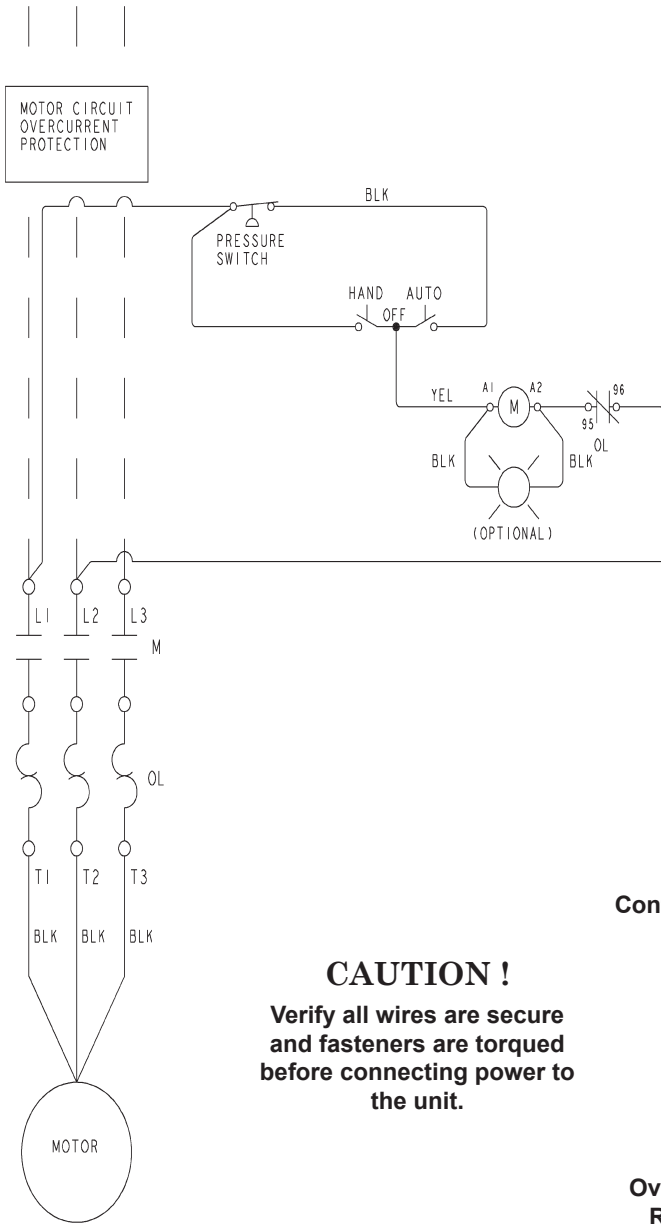 MOTOR CIRCUIT
OVERCURRENT
PROTECTION
BLK
PRESSURE
SWITCH
HAND AUTO
OFF
YEL A1 M A2 95 96
OL
BLK BLK
(OPTIONAL)
L1 L2 L3
M
OL
T1 T2 T3
BLK BLK BLK
MOTOR
CAUTION !
Verify all wires are secure
and fasteners are torqued
before connecting power to
the unit.
Con
Ov
R